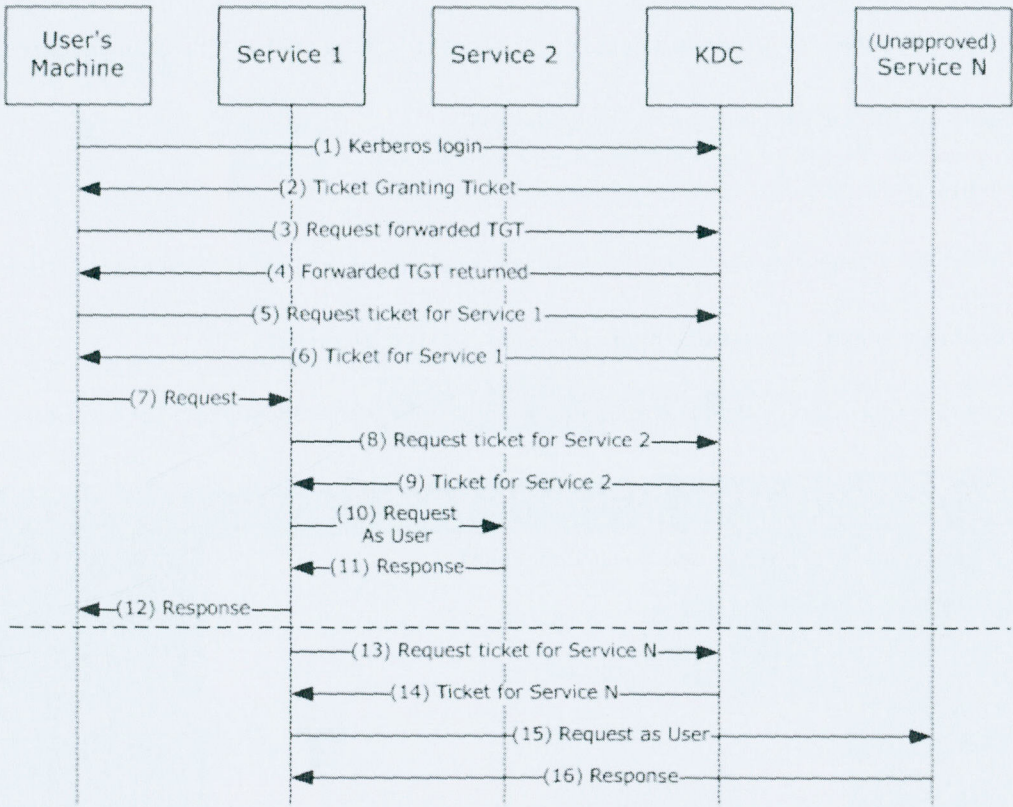 User's
Machine
Service 1
Service 2
KDC
(Unapproved)
Service N
(1) Kerberos login
(2) Ticket Granting Ticket
(3) Request forwarded TGT
(4) Forwarded TGT returned
(5) Request ticket for Service 1
(6) Ticket for Service 1
(7) Request
(8) Request ticket for Service 2
(9) Ticket for Service 2
(10) Request
As User
(11) Response
(12) Response
(13) Request ticket for Service N
(14) Ticket for Service N
(15) Request as User
(16) Response